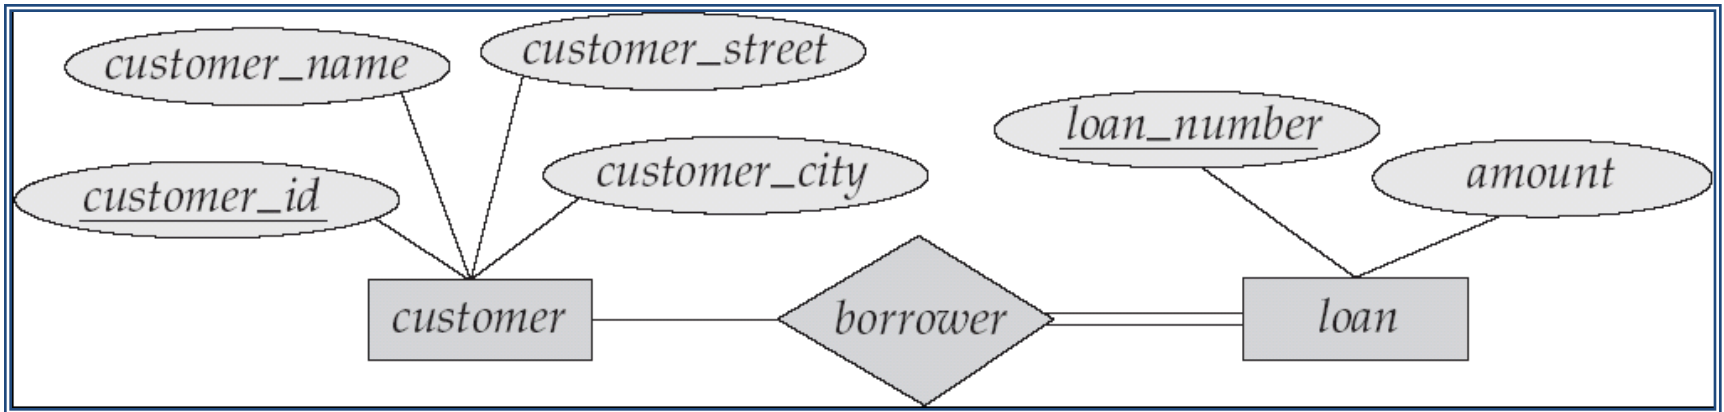 customer_name
customer_street
customer_id
customer_city
loan_number
amount
customer
borrower
loan